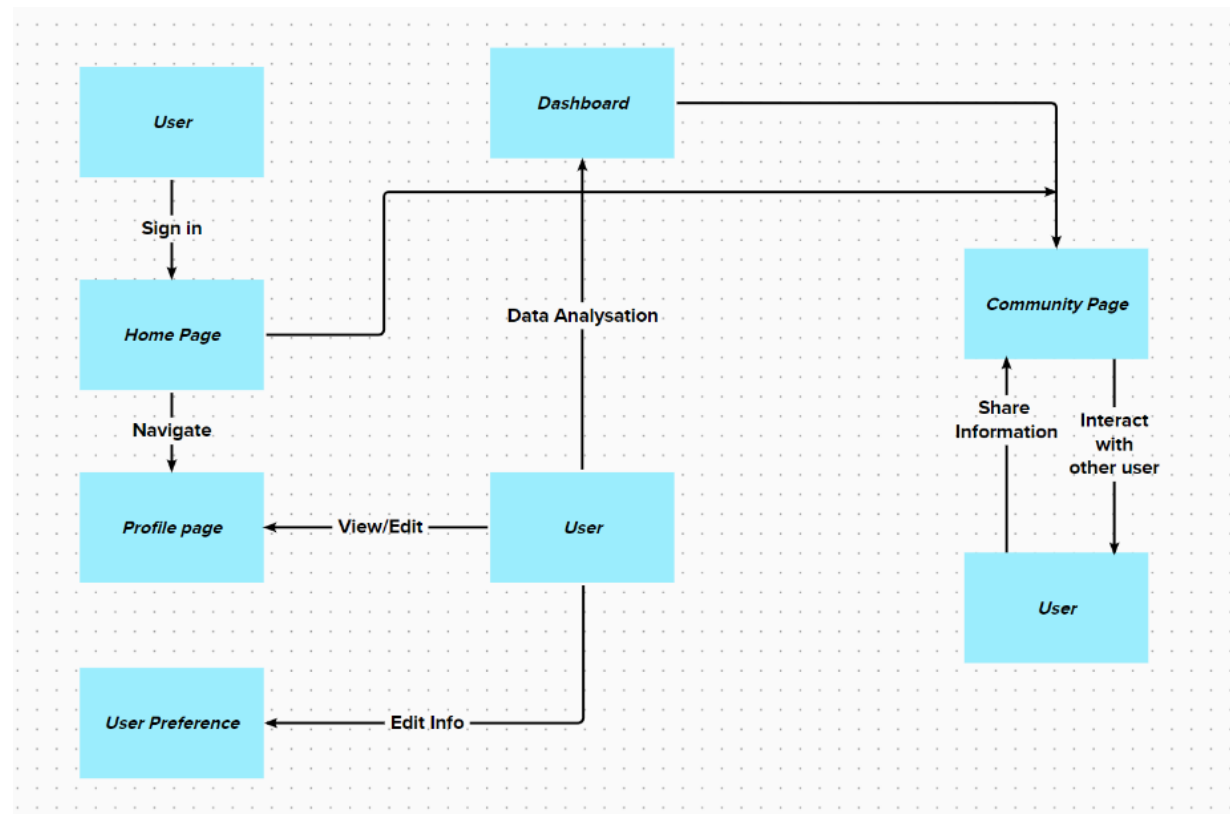 Dashboard
User
Sign in
Community Page
Data Analysation
Home Page
Share
Information
Interact
with
other user
Navigate
Profile page
View/Edit
User
User
User Preference
Edit Info